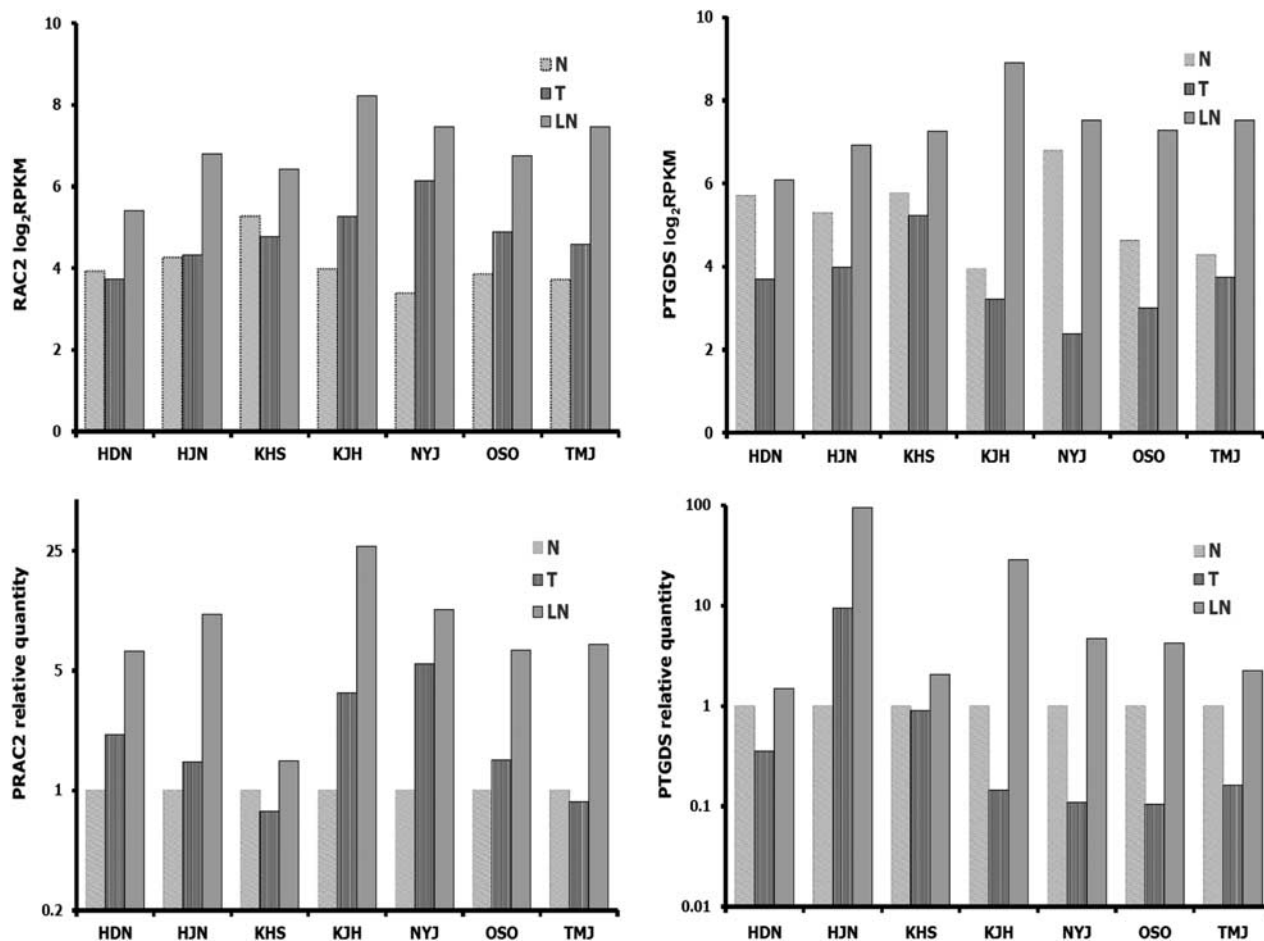 10
8
6
4
2
0
RAC2 log₂RPKM
N
T
LN
HDN HJN KHS KJH NYJ OSO TMJ
10
8
6
4
2
0
PTGDS log₂RPKM
N
T
LN
HDN HJN KHS KJH NYJ OSO TMJ
25
5
1
0.2
PRAC2 relative quantity
N
T
LN
HDN HJN KHS KJH NYJ OSO TMJ
100
10
1
0.1
0.01
PTGDS relative quantity
N
T
LN
HDN HJN KHS KJH NYJ OSO TMJ